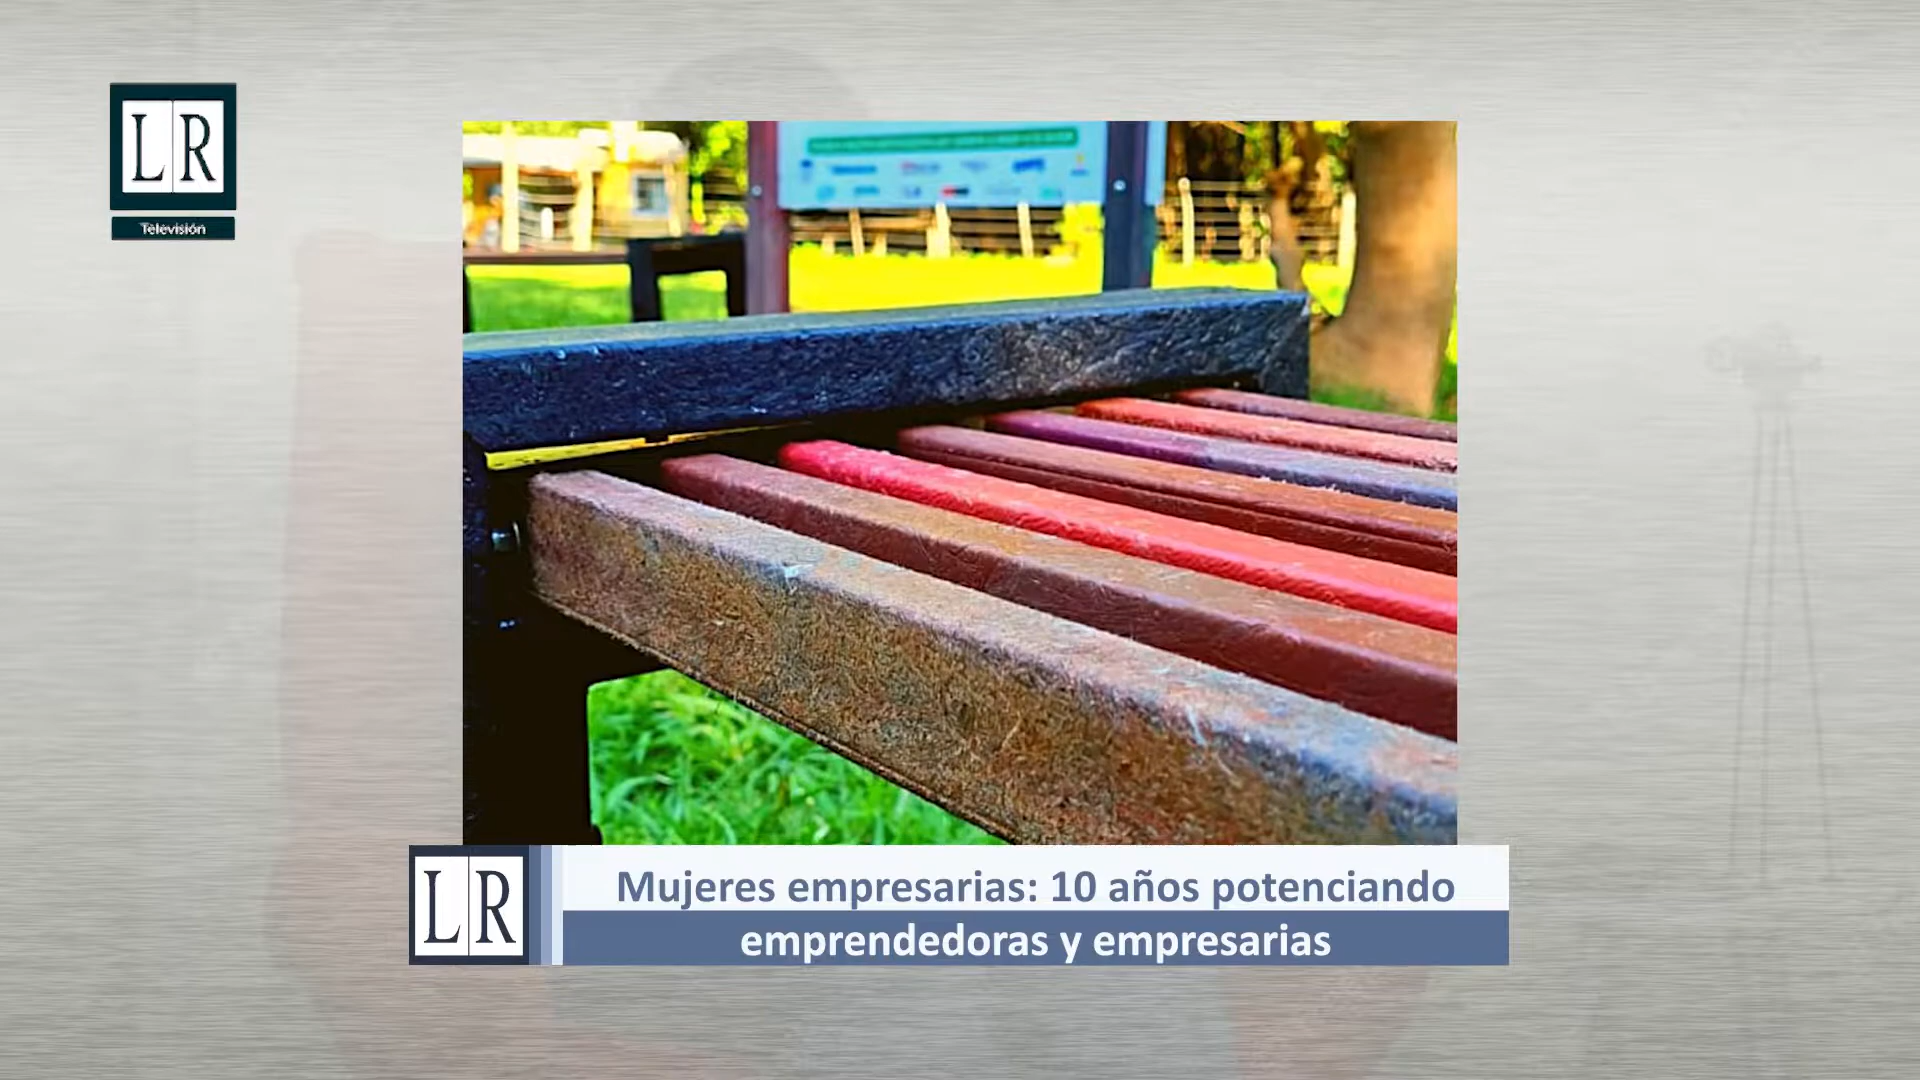 LR
Televisión
LR
Mujeres empresarias: 10 años potenciando
emprendedoras y empresarias